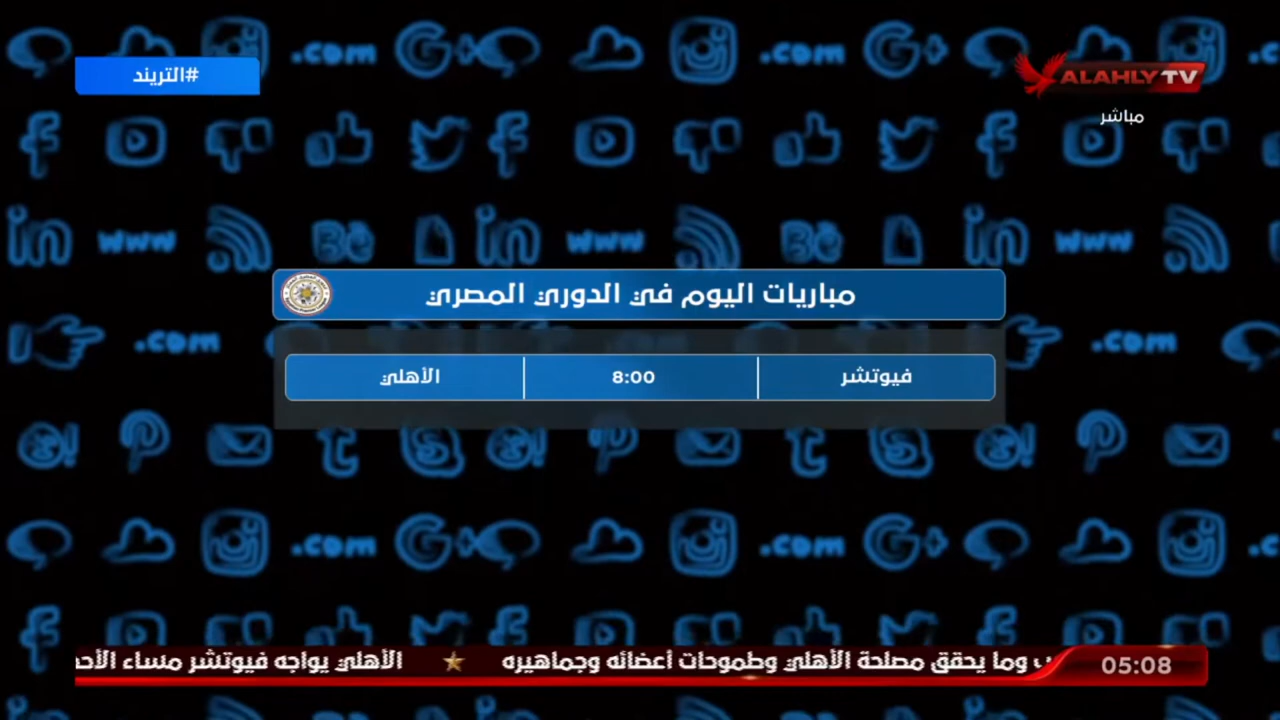 #التريند
ALAHLY TV
مباشر
مباريات اليوم في الدوري المصري
فيوتشر 8:00 الأهلي
وما يحقق مصلحة الأهلي وطموحات أعضائه وجماهيره ★ الأهلي يواجه فيوتشر مساء
05:08